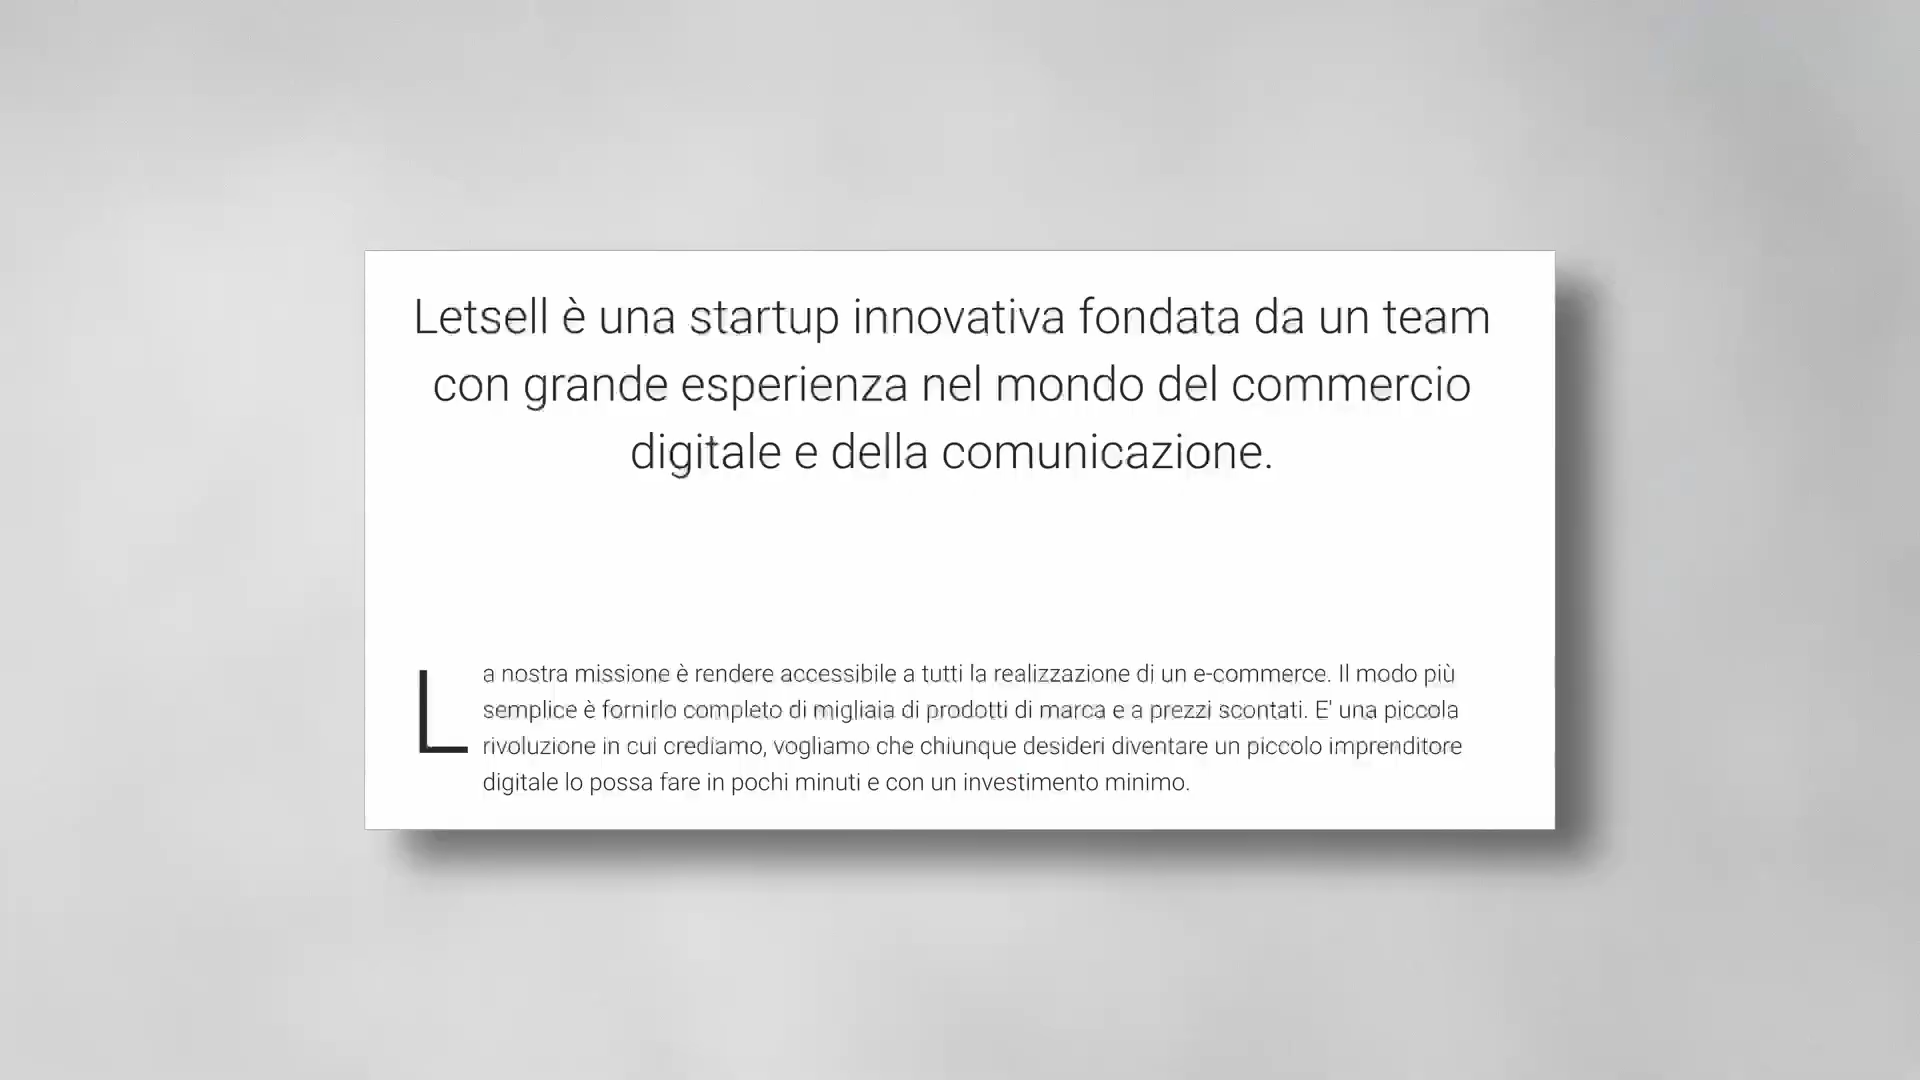 Letsell è una startup innovativa fondata da un team
con grande esperienza nel mondo del commercio
digitale e della comunicazione.
La nostra missione è rendere accessibile a tutti la realizzazione di un e-commerce. Il modo più
semplice è fornirlo completo di migliaia di prodotti di marca e a prezzi scontati. E' una piccola
rivoluzione in cui crediamo, vogliamo che chiunque desideri diventare un piccolo imprenditore
digitale lo possa fare in pochi minuti e con un investimento minimo.